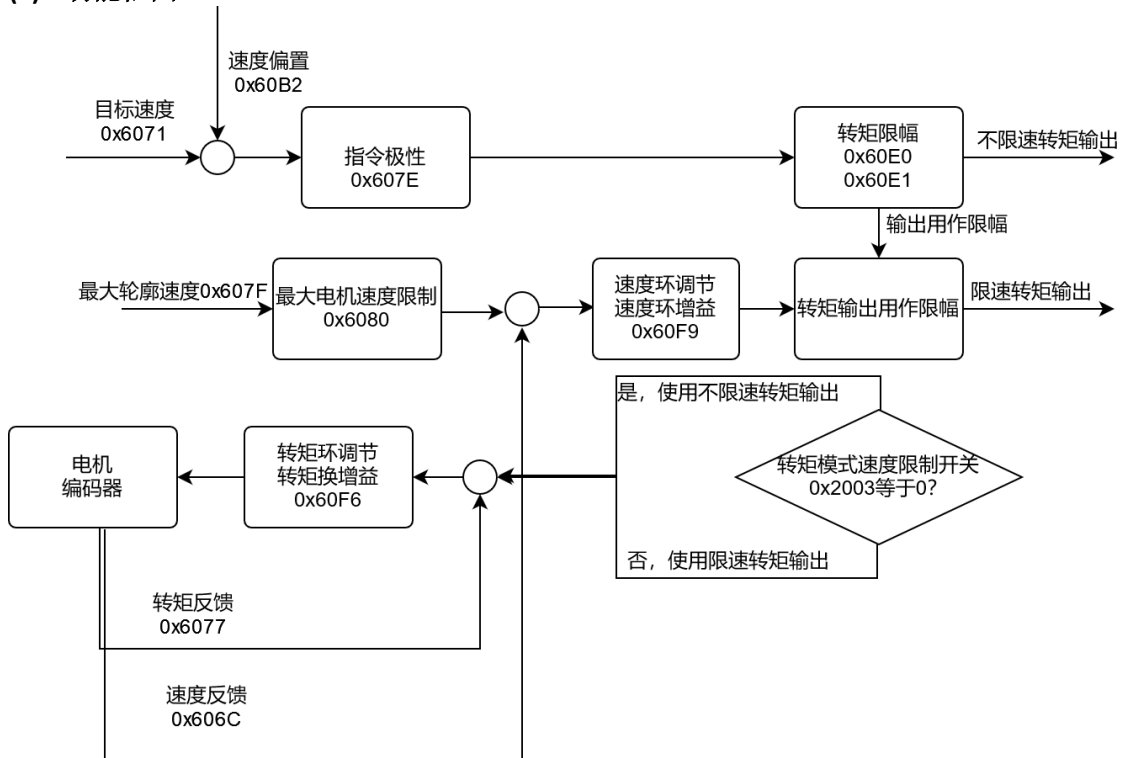 速度偏置
0x60B2
目标速度
0x6071
指令极性
0x607E
转矩限幅
0x60E0
0x60E1
不限速转矩输出
输出用作限幅
最大轮廓速度0x607F
最大电机速度限制
0x6080
速度环调节
速度环增益
0x60F9
转矩输出用作限幅
限速转矩输出
是，使用不限速转矩输出
电机
编码器
转矩环调节
转矩换增益
0x60F6
转矩模式速度限制开关
0x2003等于0?
否，使用限速转矩输出
转矩反馈
0x6077
速度反馈
0x606C